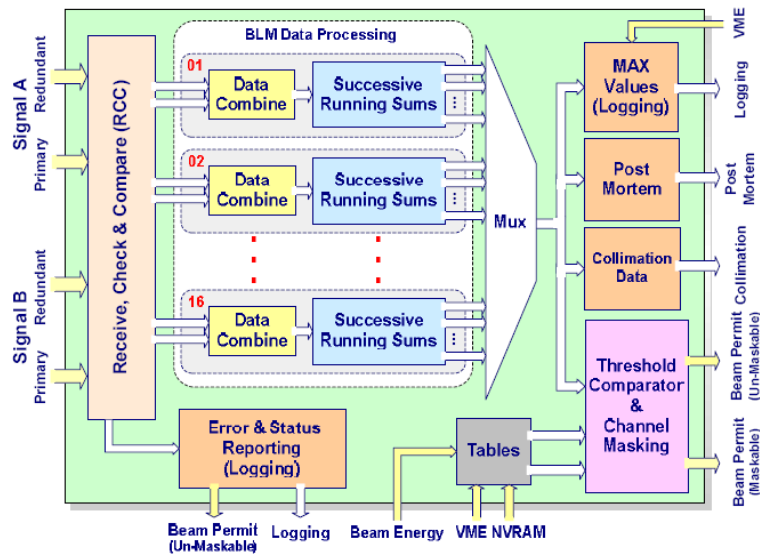 BLM Data Processing
VME
Signal A
Redundant
Primary
Signal B
Redundant
Primary
Receive, Check & Compare (RCC)
01
Data
Combine
Successive
Running Sums
...
02
Data
Combine
Successive
Running Sums
...
16
Data
Combine
Successive
Running Sums
...
Mux
MAX
Values
(Logging)
Logging
Post
Mortem
Post
Mortem
Collimation
Data
Collimation
Threshold
Comparator
&
Channel
Masking
Beam Permit
(Un-Maskable)
Beam Permit
(Maskable)
Error & Status
Reporting
(Logging)
Tables
Beam Permit
(Un-Maskable)
Logging
Beam Energy
VME NVRAM